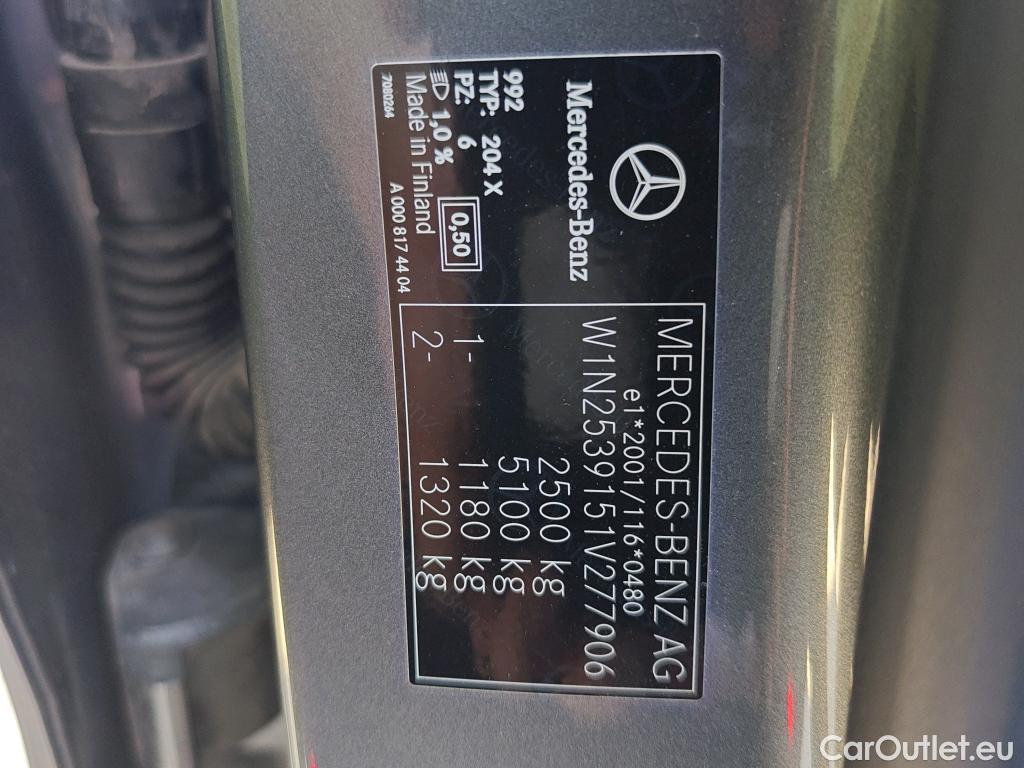 Mercedes-Benz
992
TYP: 204 X
PZ: 6
1,0 %
0,50
Made in Finland
7080264
A 000 817 44 04
MERCEDES-BENZ AG
e1*2001/116*0480
W1N2539151V277906
2500 kg
5100 kg
1- 1180 kg
2- 1320 kg
CarOutlet.eu